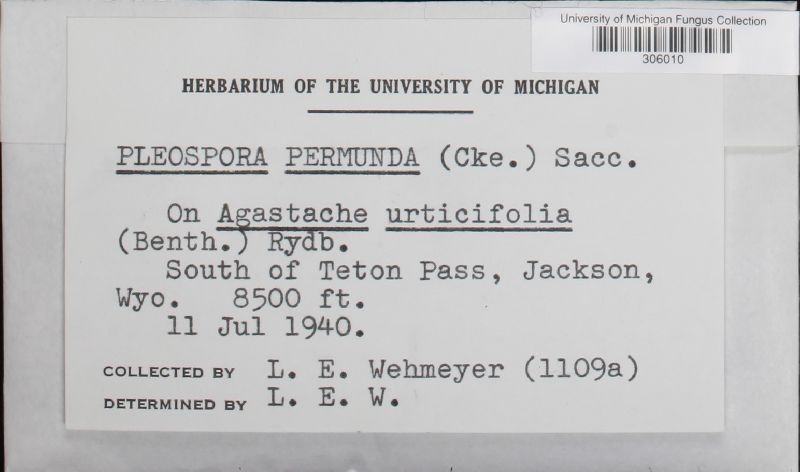 University of Michigan Fungus Collection
306010
HERBARIUM OF THE UNIVERSITY OF MICHIGAN
PLEOSPORA PERMUNDA (Cke.) Sacc.
On Agastache urticifolia
(Benth.) Rydb.
South of Teton Pass, Jackson,
Wyo. 8500 ft.
11 Jul 1940.
COLLECTED BY L. E. Wehmeyer (1109a)
DETERMINED BY L. E. W.